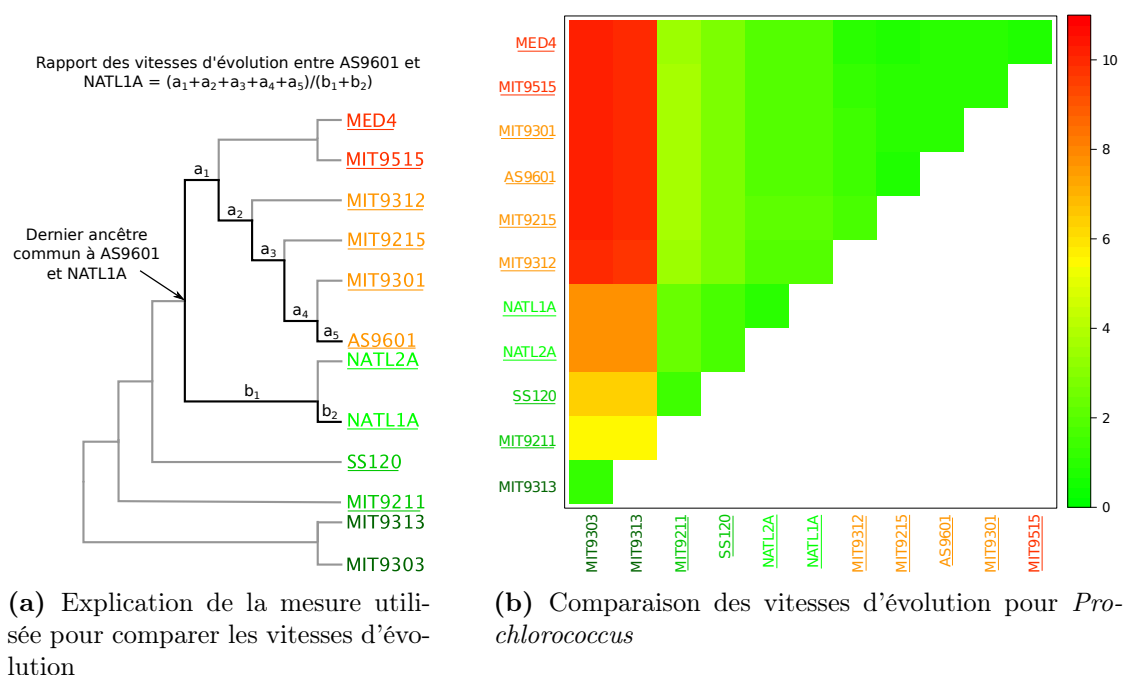 Rapport des vitesses d'évolution entre AS9601 et
NATL1A = (a₁+a₂+a₃+a₄+a₅)/(b₁+b₂)
MED4
MIT9515
a₁
MIT9312
a₂
Dernier ancêtre
commun à AS9601
et NATL1A
MIT9215
a₃
MIT9301
a₄
a₅
AS9601
NATL2A
b₁
b₂
NATL1A
SS120
MIT9211
MIT9313
MIT9303
MED4
MIT9515
MIT9301
AS9601
MIT9215
MIT9312
NATL1A
NATL2A
SS120
MIT9211
MIT9313
MIT9303
MIT9313
MIT9211
SS120
NATL2A
NATL1A
MIT9312
MIT9215
AS9601
MIT9301
MIT9515
10
8
6
4
2
0
(a) Explication de la mesure utili-
sée pour comparer les vitesses d'évo-
lution
(b) Comparaison des vitesses d'évolution pour Pro-
chlorococcus